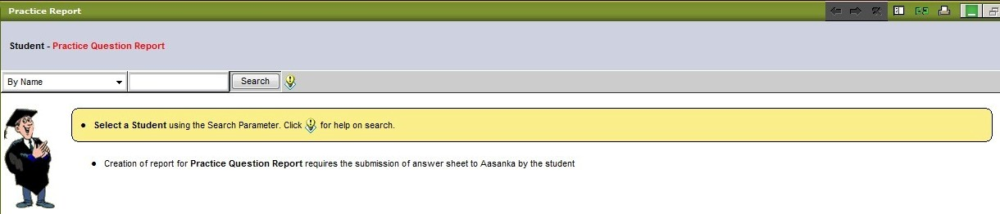 Practice Report
Student - Practice Question Report
By Name Search
Select a Student using the Search Parameter. Click for help on search.
Creation of report for Practice Question Report requires the submission of answer sheet to Aasanka by the student